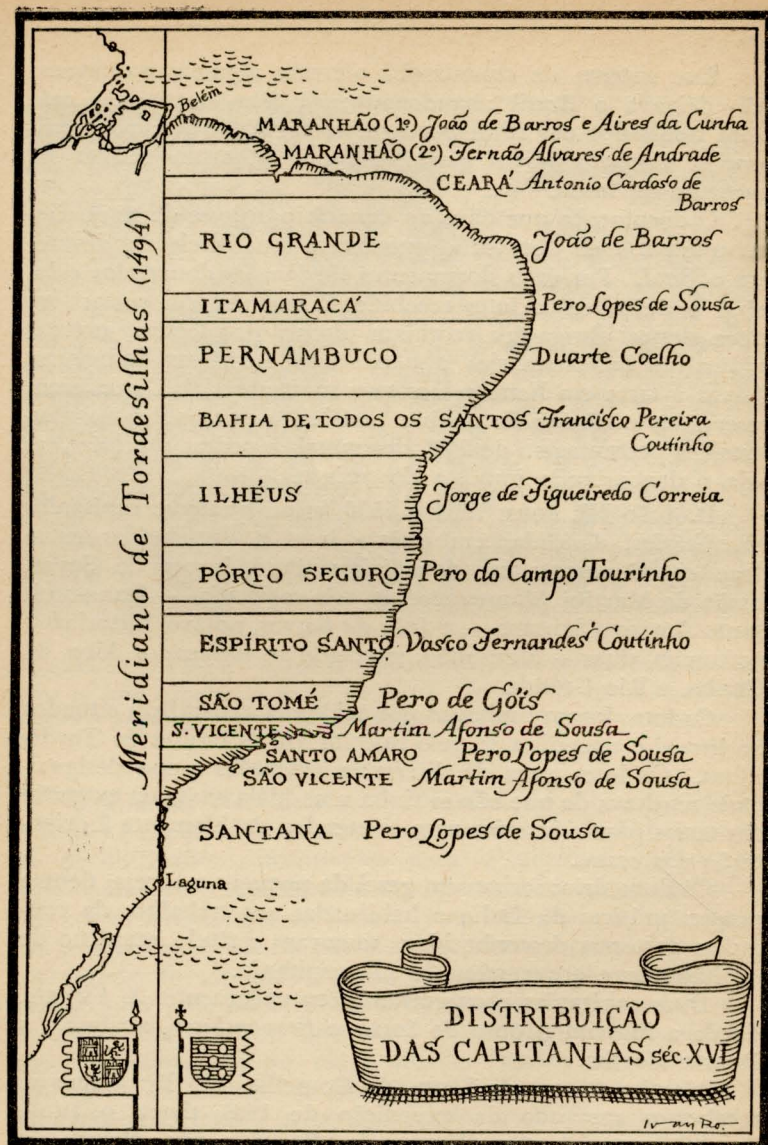 Belém
MARANHÃO (1º) João de Barros e Aires da Cunha
MARANHÃO (2º) Fernão Álvares de Andrade
CEARÁ Antonio Cardoso de
Barros
RIO GRANDE João de Barros
ITAMARACÁ Pero Lopes de Sousa
PERNAMBUCO Duarte Coelho
BAHIA DE TODOS OS SANTOS Francisco Pereira
Coutinho
ILHÉUS Jorge de Figueiredo Correia
PÔRTO SEGURO Pero do Campo Tourinho
ESPÍRITO SANTO Vasco Fernandes Coutinho
SÃO TOMÉ Pero de Góis
S. VICENTE Martim Afonso de Sousa
SANTO AMARO Pero Lopes de Sousa
SÃO VICENTE Martim Afonso de Sousa
SANTANA Pero Lopes de Sousa
Laguna
Meridiano de Tordesilhas (1494)
DISTRIBUIÇÃO
DAS CAPITANIAS séc. XVI